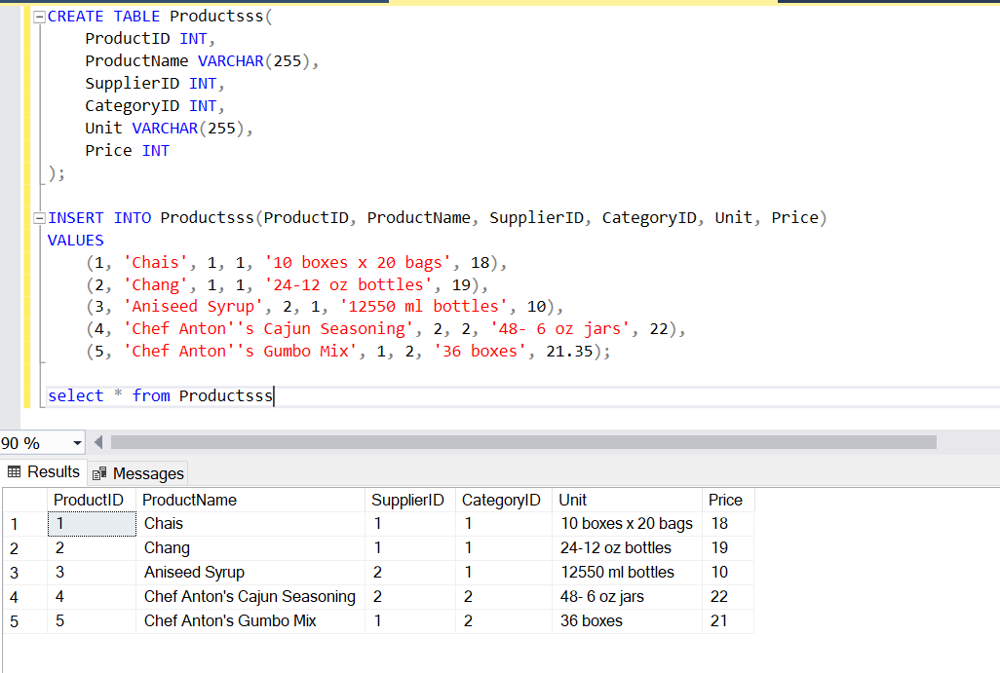 CREATE TABLE Productsss(
ProductID INT,
ProductName VARCHAR(255),
SupplierID INT,
CategoryID INT,
Unit VARCHAR(255),
Price INT
);
INSERT INTO Productsss(ProductID, ProductName, SupplierID, CategoryID, Unit, Price)
VALUES
(1, 'Chais', 1, 1, '10 boxes x 20 bags', 18),
(2, 'Chang', 1, 1, '24-12 oz bottles', 19),
(3, 'Aniseed Syrup', 2, 1, '12550 ml bottles', 10),
(4, 'Chef Anton''s Cajun Seasoning', 2, 2, '48- 6 oz jars', 22),
(5, 'Chef Anton''s Gumbo Mix', 1, 2, '36 boxes', 21.35);
select * from Productsss
90 %
Results Messages
ProductID ProductName SupplierID CategoryID Unit Price
1 1 Chais 1 1 10 boxes x 20 bags 18
2 2 Chang 1 1 24-12 oz bottles 19
3 3 Aniseed Syrup 2 1 12550 ml bottles 10
4 4 Chef Anton's Cajun Seasoning 2 2 48- 6 oz jars 22
5 5 Chef Anton's Gumbo Mix 1 2 36 boxes 21